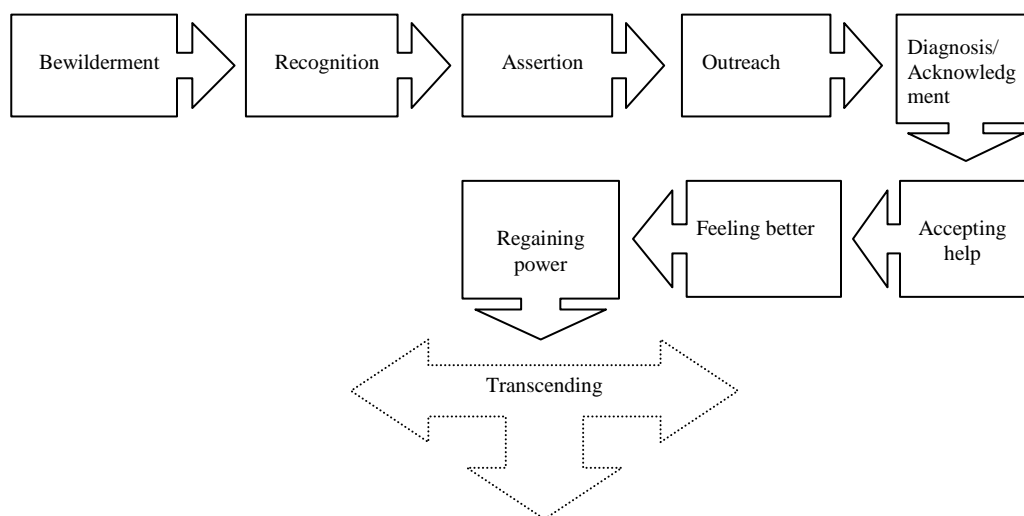 Bewilderment
Recognition
Assertion
Outreach
Diagnosis/
Acknowledg
ment
Accepting
help
Feeling better
Regaining
power
Transcending